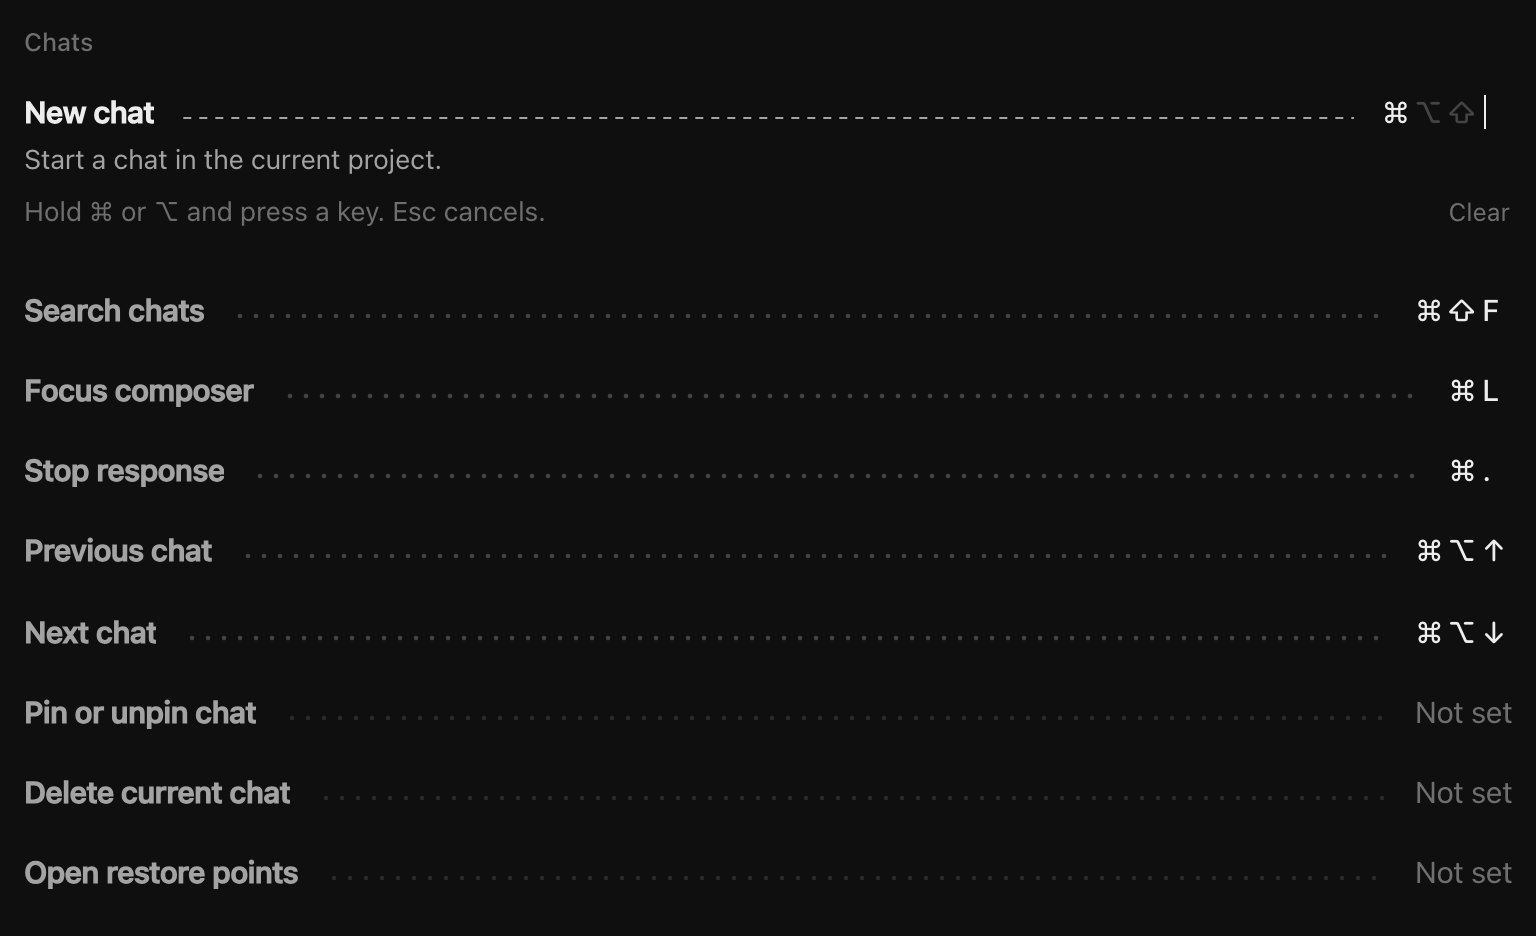 Chats
New chat ⌘ ⌥ ⇧
Start a chat in the current project.
Hold ⌘ or ⌥ and press a key. Esc cancels. Clear
Search chats ⌘ ⇧ F
Focus composer ⌘ L
Stop response ⌘ .
Previous chat ⌘ ⌥ ↑
Next chat ⌘ ⌥ ↓
Pin or unpin chat Not set
Delete current chat Not set
Open restore points Not set